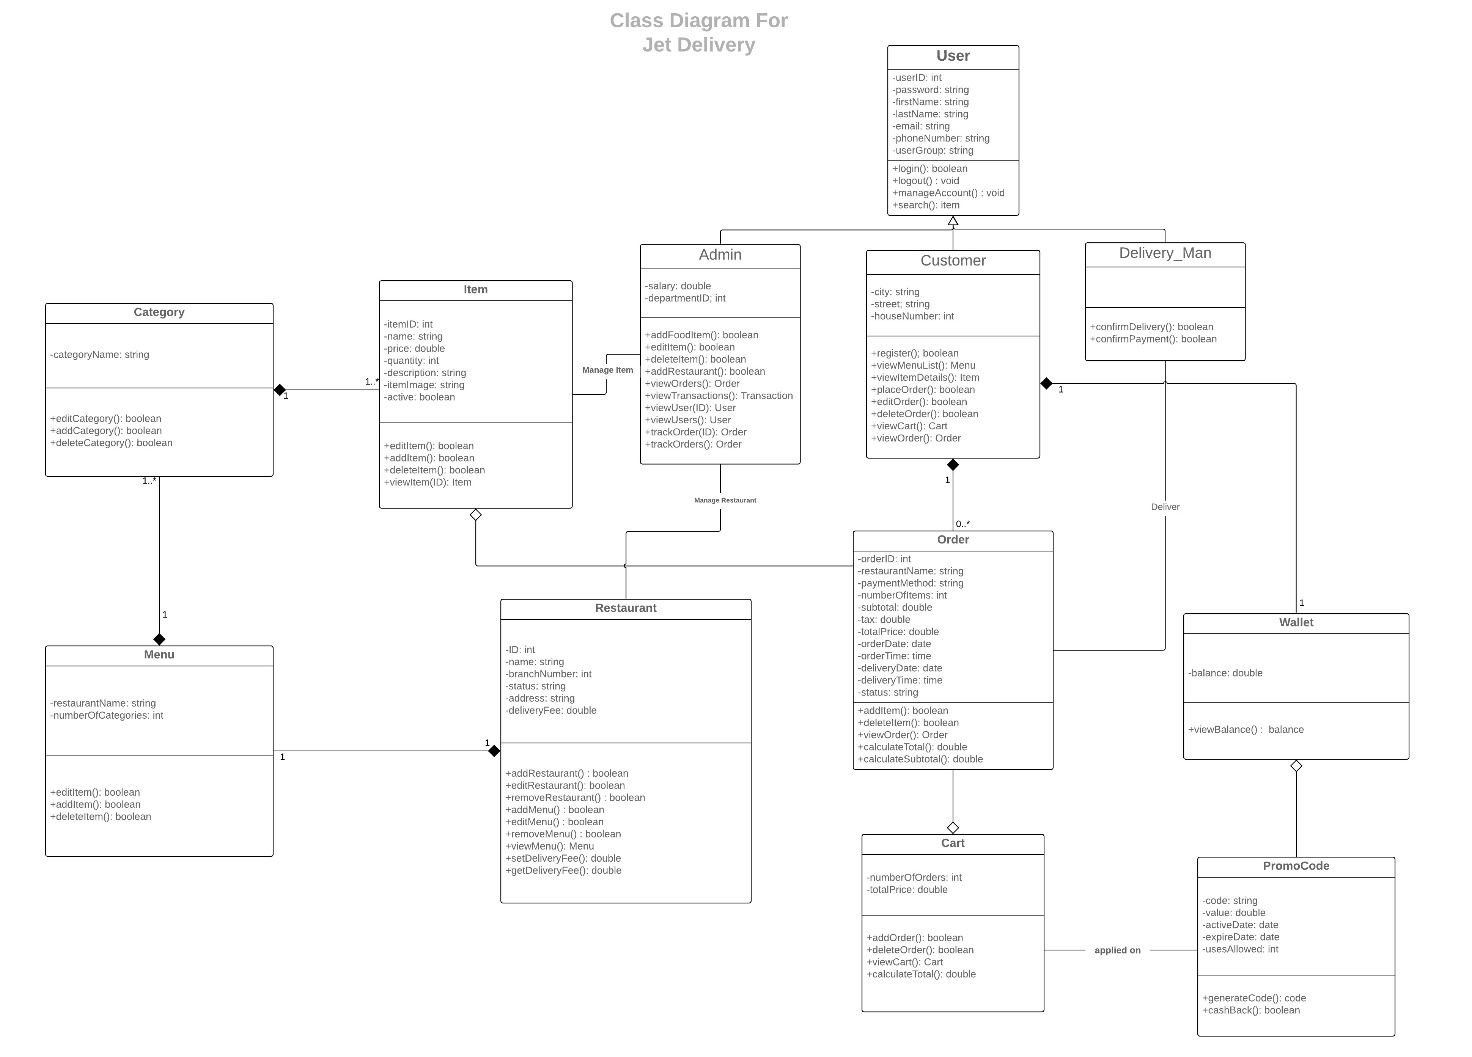 Class Diagram For
Jet Delivery
User
-userID: int
-password: string
-firstName: string
-lastName: string
-email: string
-phoneNumber: string
-userGroup: string
+login(): boolean
+logout() : void
+manageAccount() : void
+search(): item
Admin
-salary: double
-departmentID; int
+addFoodItem(): boolean
+editItem(): boolean
+deleteItem(): boolean
+addRestaurant(): boolean
+viewOrders(): Order
+viewTransactions(): Transaction
+viewUser(ID): User
+viewUsers(): User
+trackOrder(ID): Order
+trackOrders(): Order
Customer
-city: string
-street; string
-houseNumber: int
+register(); boolean
+viewMenuList(): Menu
+viewItemDetails(): Item
+placeOrder(): boolean
+editOrder(): boolean
+deleteOrder(): boolean
+viewCart(): Cart
+viewOrder(): Order
Delivery_Man
+confirmDelivery(): boolean
+confirmPayment(): boolean
Item
-itemID: int
-name: string
-price: double
-quantity: int
-description: string
-itemImage: string
-active: boolean
+editItem(): boolean
+addItem(): boolean
+deleteItem(): boolean
+viewItem(ID): Item
Category
-categoryName: string
+editCategory(): boolean
+addCategory(): boolean
+deleteCategory(): boolean
1
1..*
Manage Item
Manage Restaurant
1
1
0..*
Deliver
1
1..*
1
Menu
-restaurantName: string
-numberOfCategories: int
+editItem(): boolean
+addItem(): boolean
+deleteItem(): boolean
1
1
Restaurant
-ID: int
-name: string
-branchNumber: int
-status: string
-address: string
-deliveryFee: double
+addRestaurant() : boolean
+editRestaurant(): boolean
+removeRestaurant() : boolean
+addMenu() : boolean
+editMenu(): boolean
+removeMenu() : boolean
+viewMenu(): Menu
+setDeliveryFee(): double
+getDeliveryFee(): double
Order
-orderID: int
-restaurantName: string
-paymentMethod: string
-numberOfItems: int
-subtotal: double
-tax: double
-totalPrice: double
-orderDate: date
-orderTime: time
-deliveryDate: date
-deliveryTime: time
-status: string
+addItem(): boolean
+deleteItem(): boolean
+viewOrder(): Order
+calculateTotal(): double
+calculateSubtotal(): double
Wallet
-balance: double
+viewBalance() :  balance
Cart
-numberOfOrders: int
-totalPrice: double
+addOrder(): boolean
+deleteOrder(): boolean
+viewCart(): Cart
+calculateTotal(): double
applied on
PromoCode
-code: string
-value: double
-activeDate: date
-expireDate: date
-usesAllowed: int
+generateCode(): code
+cashBack(): boolean